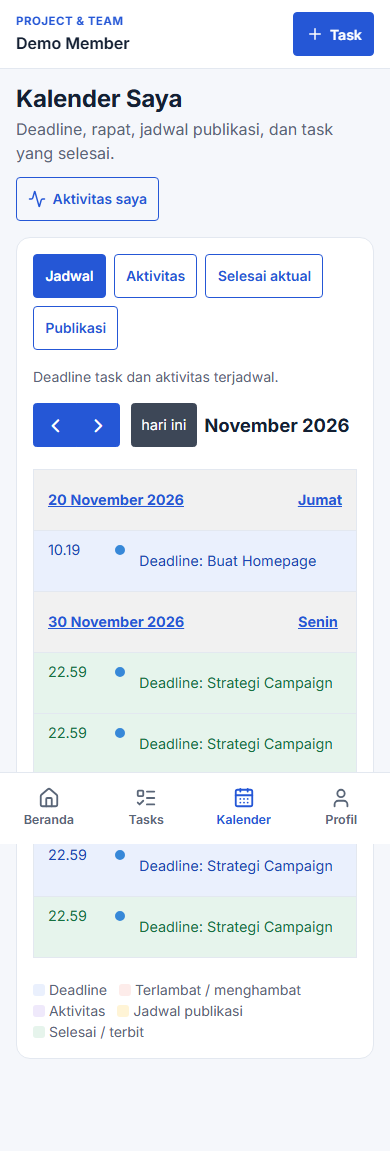 PROJECT & TEAM
Demo Member
+ Task
Kalender Saya
Deadline, rapat, jadwal publikasi, dan task
yang selesai.
Aktivitas saya
Jadwal
Aktivitas
Selesai aktual
Publikasi
Deadline task dan aktivitas terjadwal.
hari ini
November 2026
20 November 2026 Jumat
10.19 Deadline: Buat Homepage
30 November 2026 Senin
22.59 Deadline: Strategi Campaign
22.59 Deadline: Strategi Campaign
Beranda Tasks Kalender Profil
22.59 Deadline: Strategi Campaign
22.59 Deadline: Strategi Campaign
Deadline Terlambat / menghambat
Aktivitas Jadwal publikasi
Selesai / terbit